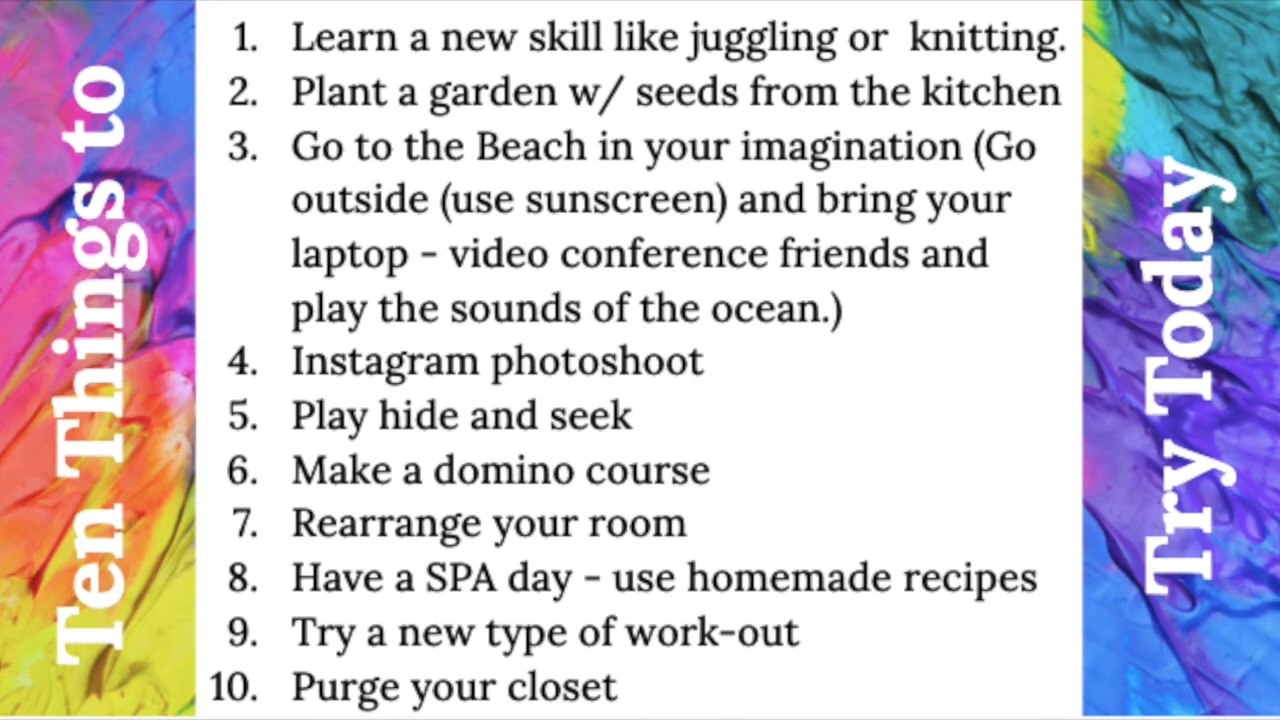 Ten Things to
1. Learn a new skill like juggling or  knitting.
2. Plant a garden w/ seeds from the kitchen
3. Go to the Beach in your imagination (Go
outside (use sunscreen) and bring your
laptop - video conference friends and
play the sounds of the ocean.)
4. Instagram photoshoot
5. Play hide and seek
6. Make a domino course
7. Rearrange your room
8. Have a SPA day - use homemade recipes
9. Try a new type of work-out
10. Purge your closet
Try Today